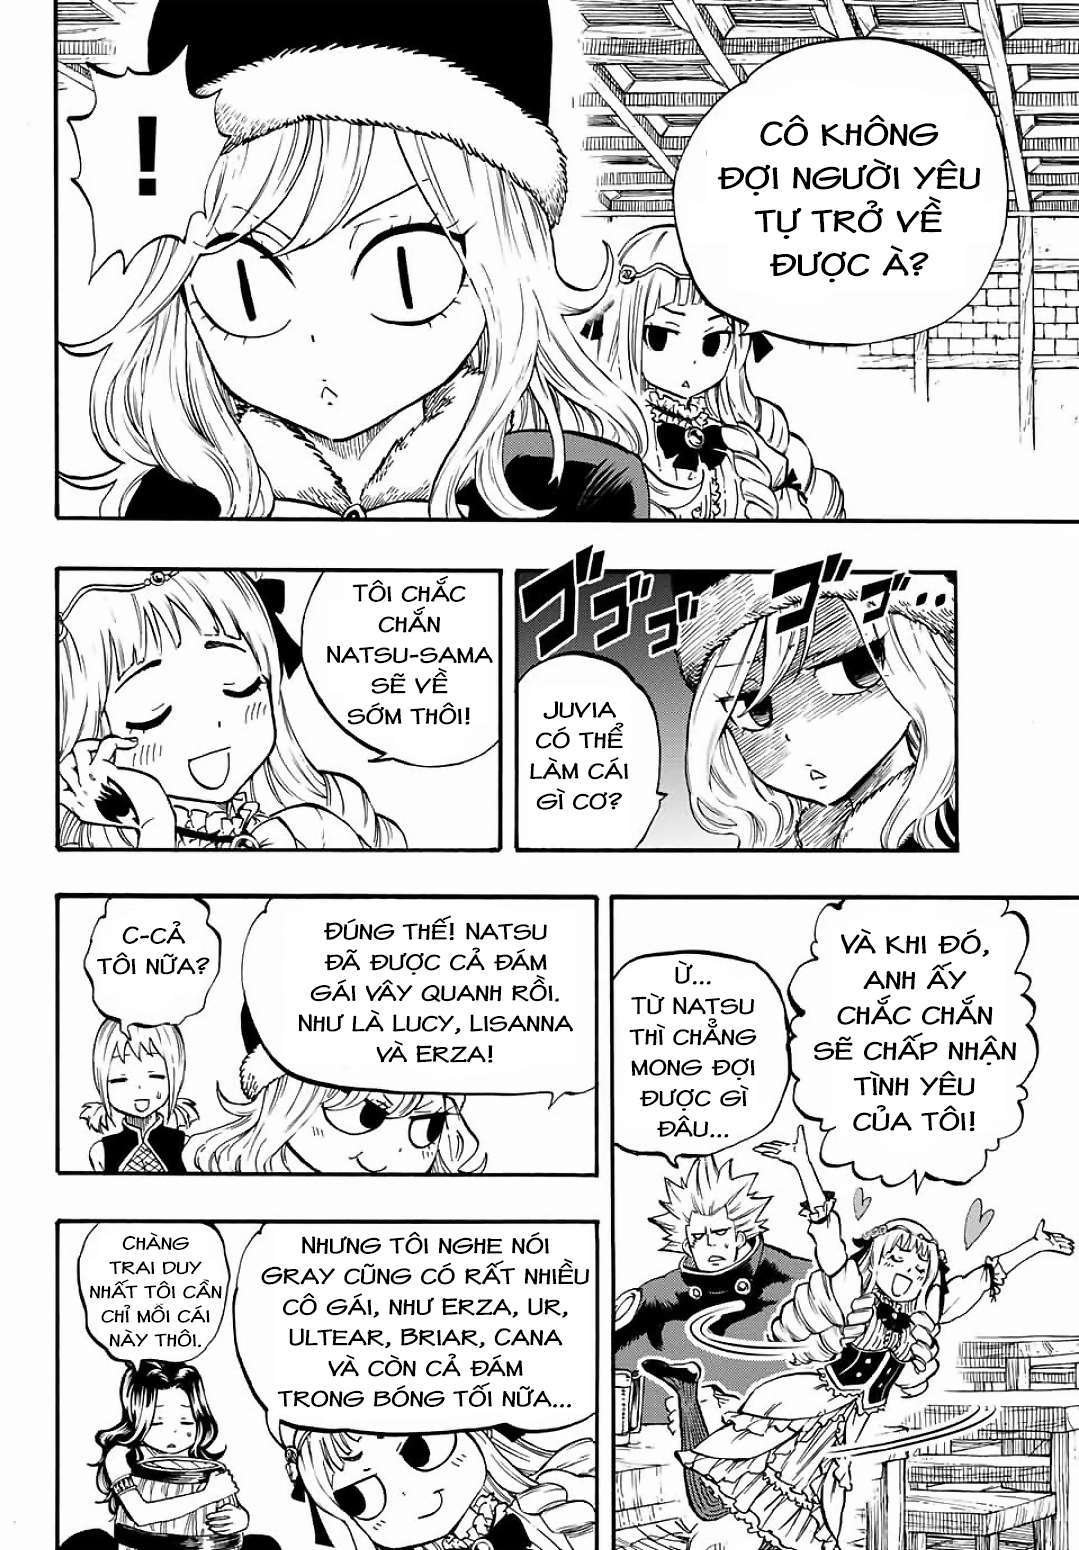 !
CÔ KHÔNG
ĐỢI NGƯỜI YÊU
TỰ TRỞ VỀ
ĐƯỢC À?
TÔI CHẮC
CHẮN
NATSU-SAMA
SẼ VỀ
SỚM THÔI!
ゴゴゴゴ..
JUVIA
CÓ THỂ
LÀM CÁI
GÌ CƠ?
C-CẢ
TÔI NỮA?
ĐÚNG THẾ! NATSU
ĐÃ ĐƯỢC CẢ ĐÁM
GÁI VÂY QUANH RỒI.
NHƯ LÀ LUCY, LISANNA
VÀ ERZA!
Ừ...
TỪ NATSU
THÌ CHẲNG
MONG ĐỢI
ĐƯỢC GÌ
ĐÂU...
VÀ KHI ĐÓ,
ANH ẤY
CHẮC CHẮN
SẼ CHẤP NHẬN
TÌNH YÊU
CỦA TÔI!
CHÀNG
TRAI DUY
NHẤT TÔI CẦN
CHỈ MỖI CÁI
NÀY THÔI.
NHƯNG TÔI NGHE NÓI
GRAY CŨNG CÓ RẤT NHIỀU
CÔ GÁI, NHƯ ERZA, UR,
ULTEAR, BRIAR, CANA
VÀ CÒN CẢ ĐÁM
TRONG BÓNG TỐI NỮA...